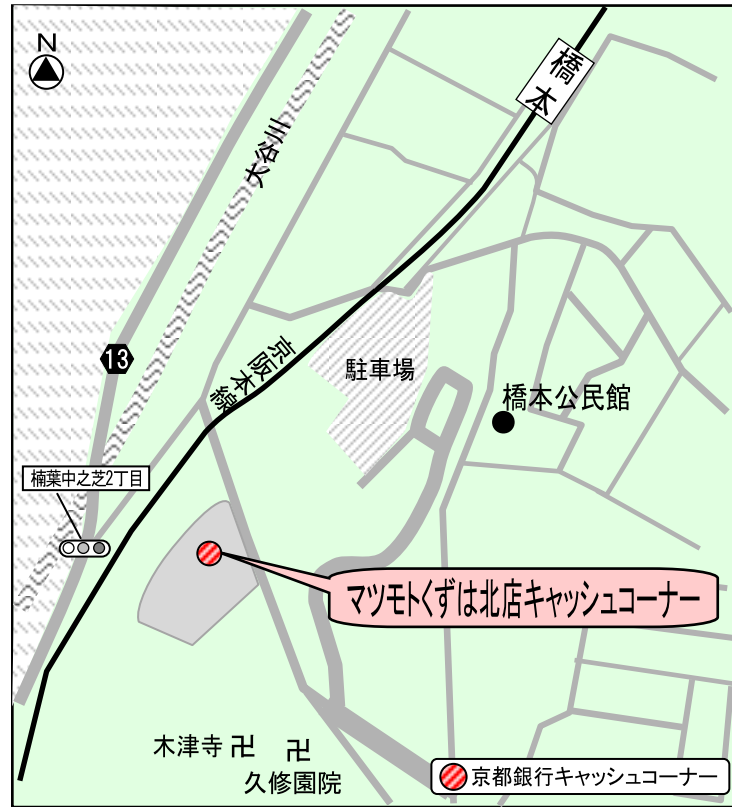 N
橋本
大谷川
13
京阪本線
駐車場
橋本公民館
楠葉中之芝2丁目
マツモトくずは北店キャッシュコーナー
木津寺
久修園院
京都銀行キャッシュコーナー